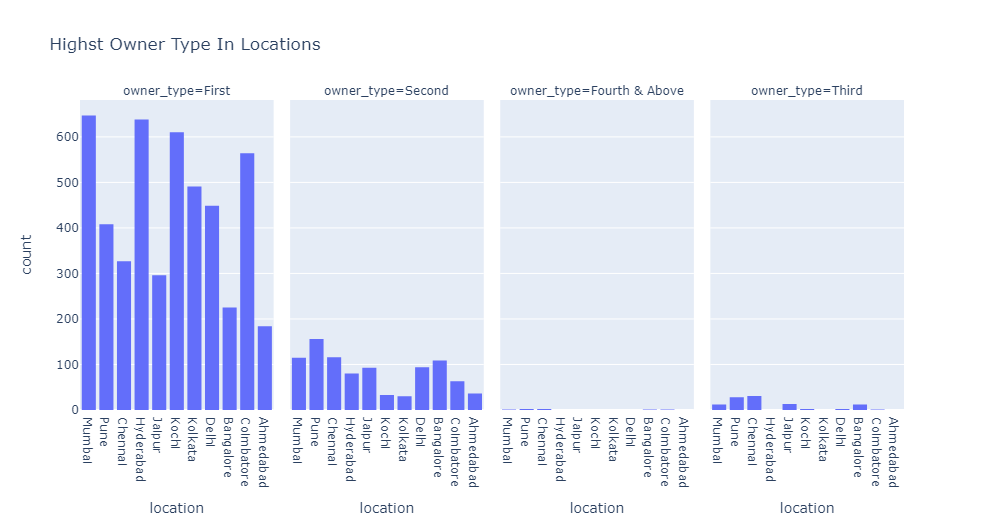 Highst Owner Type In Locations
owner_type=First
owner_type=Second
owner_type=Fourth & Above
owner_type=Third
count
600
500
400
300
200
100
0
Mumbai
Pune
Chennai
Hyderabad
Jaipur
Kochi
Kolkata
Delhi
Bangalore
Coimbatore
Ahmedabad
Mumbai
Pune
Chennai
Hyderabad
Jaipur
Kochi
Kolkata
Delhi
Bangalore
Coimbatore
Ahmedabad
Mumbai
Pune
Chennai
Hyderabad
Jaipur
Kochi
Kolkata
Delhi
Bangalore
Coimbatore
Ahmedabad
Mumbai
Pune
Chennai
Hyderabad
Jaipur
Kochi
Kolkata
Delhi
Bangalore
Coimbatore
Ahmedabad
location
location
location
location